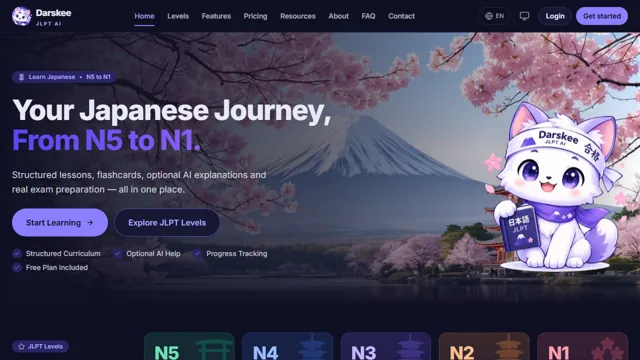 Darskee
JLPT AI
Home Levels Features Pricing Resources About FAQ Contact
EN
Login
Get started
Learn Japanese • N5 to N1
Your Japanese Journey,
From N5 to N1.
Structured lessons, flashcards, optional AI explanations and
real exam preparation — all in one place.
Start Learning →
Explore JLPT Levels
Structured Curriculum
Optional AI Help
Progress Tracking
Free Plan Included
Darskee
JLPT AI
合格
日本語
JLPT
JLPT Levels
N5
N4
N3
N2
N1